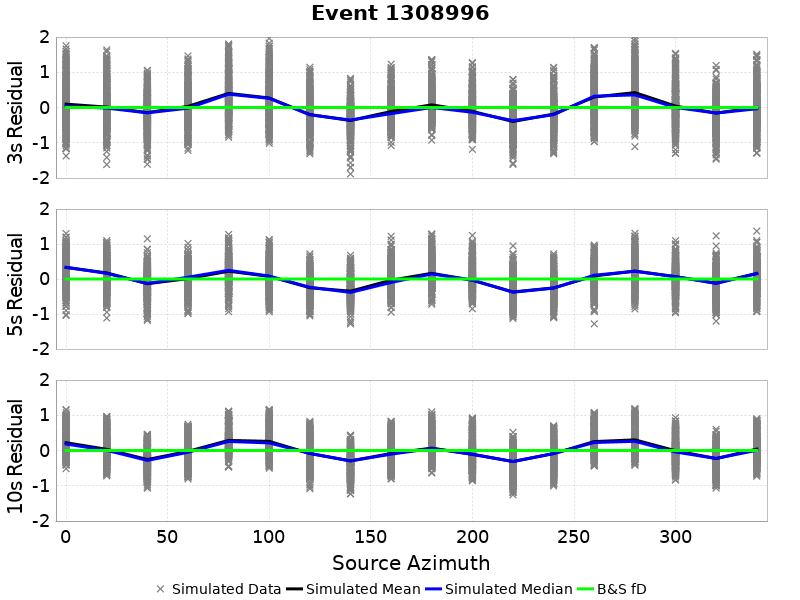 Event 1308996
3s Residual
2
1
0
-1
-2
5s Residual
2
1
0
-1
-2
10s Residual
2
1
0
-1
-2
0 50 100 150 200 250 300
Source Azimuth
Simulated Data Simulated Mean Simulated Median B&S fD